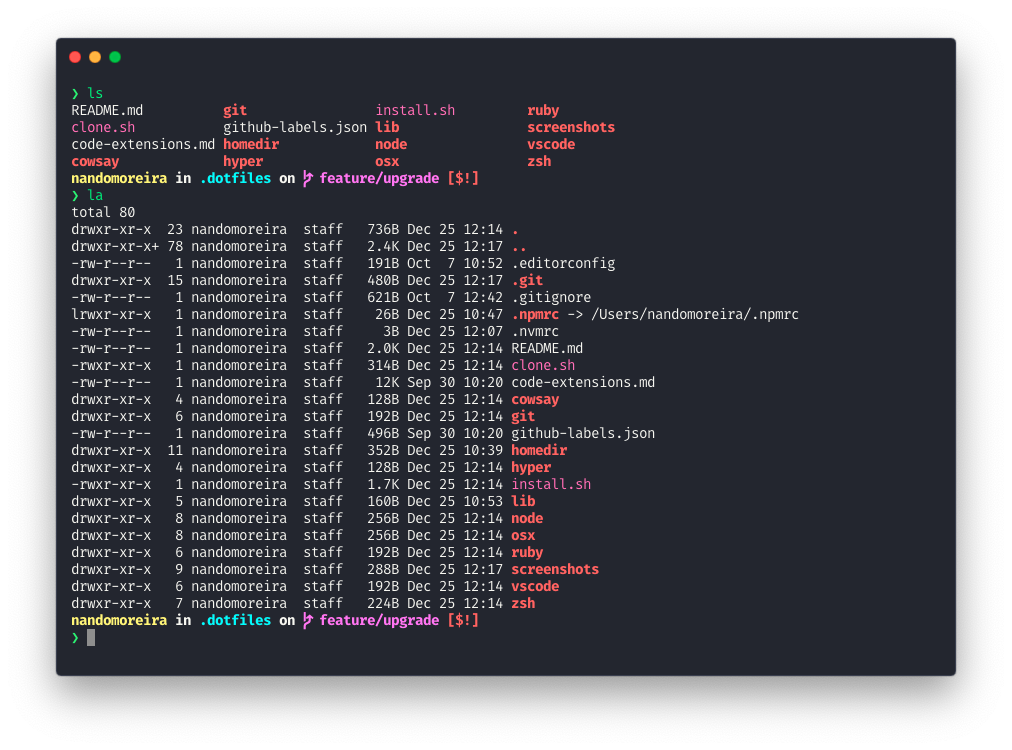 ❯ ls
README.md          git                install.sh         ruby
clone.sh           github-labels.json lib                screenshots
code-extensions.md homedir            node               vscode
cowsay             hyper              osx                zsh
nandomoreira in .dotfiles on  feature/upgrade [$!]
❯ la
total 80
drwxr-xr-x  23 nandomoreira  staff   736B Dec 25 12:14 .
drwxr-xr-x+ 78 nandomoreira  staff   2.4K Dec 25 12:17 ..
-rw-r--r--   1 nandomoreira  staff   191B Oct  7 10:52 .editorconfig
drwxr-xr-x  15 nandomoreira  staff   480B Dec 25 12:17 .git
-rw-r--r--   1 nandomoreira  staff   621B Oct  7 12:42 .gitignore
lrwxr-xr-x   1 nandomoreira  staff    26B Dec 25 10:47 .npmrc -> /Users/nandomoreira/.npmrc
-rw-r--r--   1 nandomoreira  staff     3B Dec 25 12:07 .nvmrc
-rw-r--r--   1 nandomoreira  staff   2.0K Dec 25 12:14 README.md
-rwxr-xr-x   1 nandomoreira  staff   314B Dec 25 12:14 clone.sh
-rw-r--r--   1 nandomoreira  staff    12K Sep 30 10:20 code-extensions.md
drwxr-xr-x   4 nandomoreira  staff   128B Dec 25 12:14 cowsay
drwxr-xr-x   6 nandomoreira  staff   192B Dec 25 12:14 git
-rw-r--r--   1 nandomoreira  staff   496B Sep 30 10:20 github-labels.json
drwxr-xr-x  11 nandomoreira  staff   352B Dec 25 10:39 homedir
drwxr-xr-x   4 nandomoreira  staff   128B Dec 25 12:14 hyper
-rwxr-xr-x   1 nandomoreira  staff   1.7K Dec 25 12:14 install.sh
drwxr-xr-x   5 nandomoreira  staff   160B Dec 25 10:53 lib
drwxr-xr-x   8 nandomoreira  staff   256B Dec 25 12:14 node
drwxr-xr-x   8 nandomoreira  staff   256B Dec 25 12:14 osx
drwxr-xr-x   6 nandomoreira  staff   192B Dec 25 12:14 ruby
drwxr-xr-x   9 nandomoreira  staff   288B Dec 25 12:17 screenshots
drwxr-xr-x   6 nandomoreira  staff   192B Dec 25 12:14 vscode
drwxr-xr-x   7 nandomoreira  staff   224B Dec 25 12:14 zsh
nandomoreira in .dotfiles on  feature/upgrade [$!]
❯